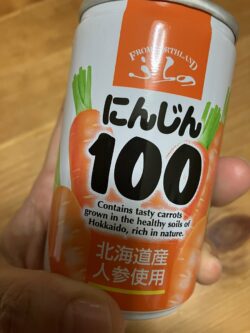 FROM NORTHLAND
ふしの
にんじん
100
Contains tasty carrots
grown in the healthy soils of
Hokkaido, rich in nature.
北海道産
人参使用